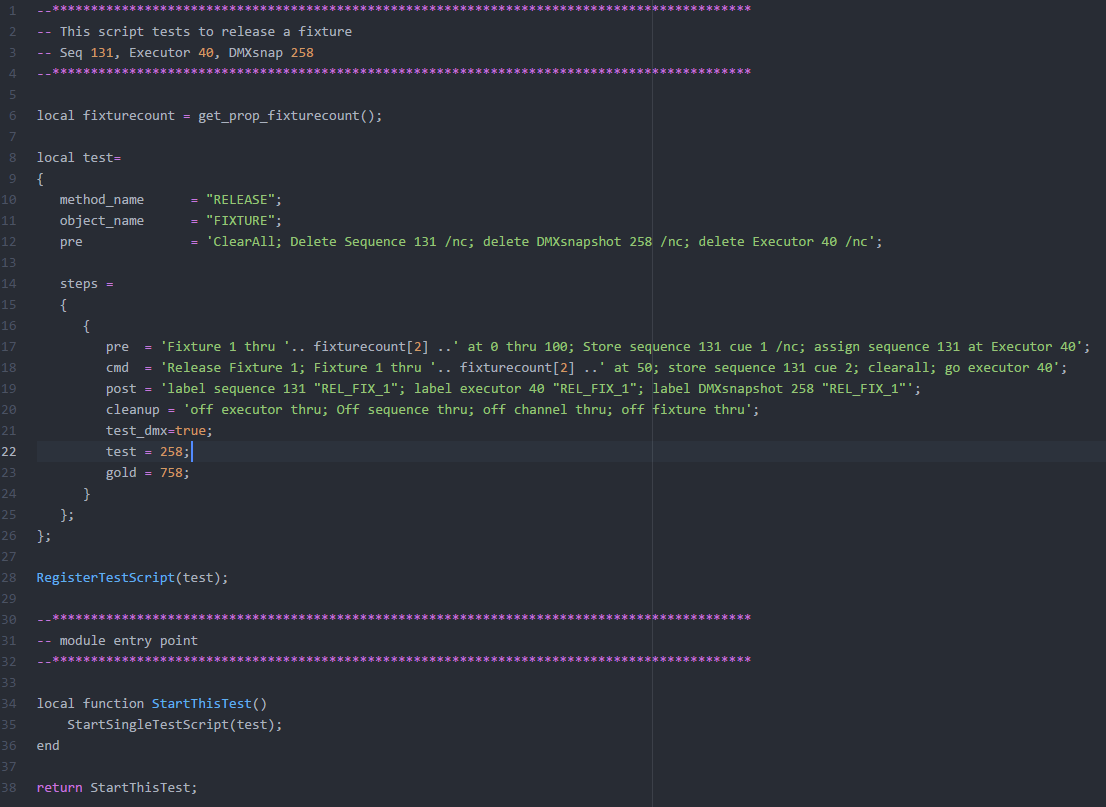 1 --*******************************************************************************************
2 -- This script tests to release a fixture
3 -- Seq 131, Executor 40, DMXsnap 258
4 --*******************************************************************************************
5
6 local fixturecount = get_prop_fixturecount();
7
8 local test=
9 {
10    method_name      = "RELEASE";
11    object_name      = "FIXTURE";
12    pre              = 'ClearAll; Delete Sequence 131 /nc; delete DMXsnapshot 258 /nc; delete Executor 40 /nc';
13
14    steps =
15    {
16       {
17          pre  = 'Fixture 1 thru '.. fixturecount[2] ..' at 0 thru 100; Store sequence 131 cue 1 /nc; assign sequence 131 at Executor 40';
18          cmd  = 'Release Fixture 1; Fixture 1 thru '.. fixturecount[2] ..' at 50; store sequence 131 cue 2; clearall; go executor 40';
19          post = 'label sequence 131 "REL_FIX_1"; label executor 40 "REL_FIX_1"; label DMXsnapshot 258 "REL_FIX_1"';
20          cleanup = 'off executor thru; Off sequence thru; off channel thru; off fixture thru';
21          test_dmx=true;
22          test = 258;
23          gold = 758;
24       }
25    };
26 };
27
28 RegisterTestScript(test);
29
30 --*******************************************************************************************
31 -- module entry point
32 --*******************************************************************************************
33
34 local function StartThisTest()
35     StartSingleTestScript(test);
36 end
37
38 return StartThisTest;